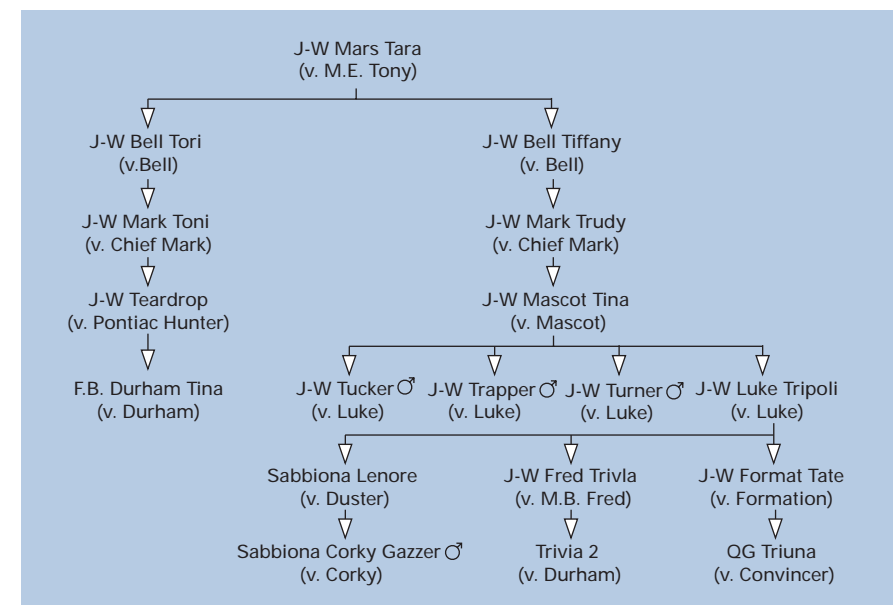 J-W Mars Tara
(v. M.E. Tony)
J-W Bell Tori
(v.Bell)
J-W Bell Tiffany
(v. Bell)
J-W Mark Toni
(v. Chief Mark)
J-W Mark Trudy
(v. Chief Mark)
J-W Teardrop
(v. Pontiac Hunter)
J-W Mascot Tina
(v. Mascot)
F.B. Durham Tina
(v. Durham)
J-W Tucker ♂
(v. Luke)
J-W Trapper ♂
(v. Luke)
J-W Turner ♂
(v. Luke)
J-W Luke Tripoli
(v. Luke)
Sabbiona Lenore
(v. Duster)
J-W Fred Trivla
(v. M.B. Fred)
J-W Format Tate
(v. Formation)
Sabbiona Corky Gazzer ♂
(v. Corky)
Trivia 2
(v. Durham)
QG Triuna
(v. Convincer)